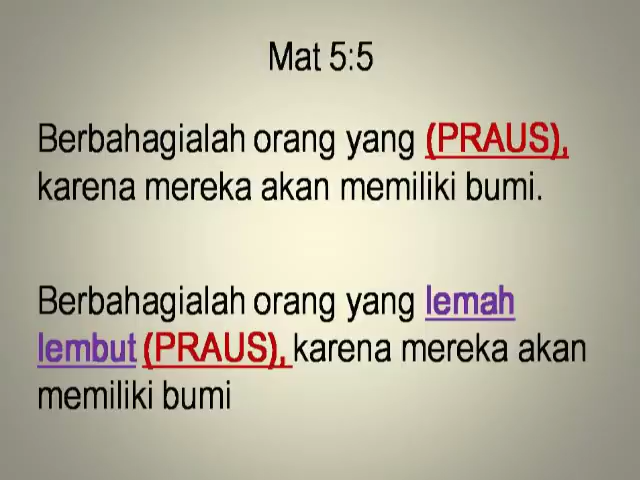 Mat 5:5
Berbahagialah orang yang (PRAUS),
karena mereka akan memiliki bumi.
Berbahagialah orang yang lemah
lembut (PRAUS), karena mereka akan
memiliki bumi